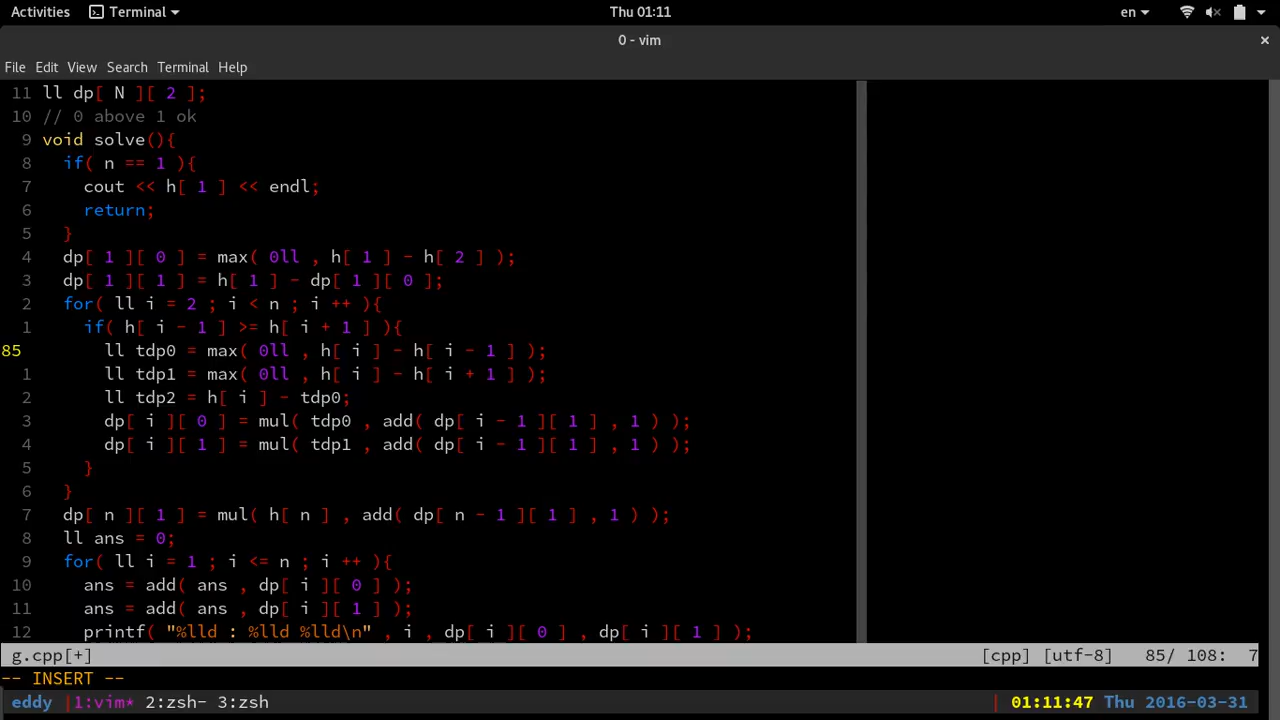 Activities Terminal Thu 01:11 en
0 - vim ×
File Edit View Search Terminal Help
11 ll dp[ N ][ 2 ];
10 // 0 above 1 ok
9 void solve(){
8 if( n == 1 ){
7 cout << h[ 1 ] << endl;
6 return;
5 }
4 dp[ 1 ][ 0 ] = max( 0ll , h[ 1 ] - h[ 2 ] );
3 dp[ 1 ][ 1 ] = h[ 1 ] - dp[ 1 ][ 0 ];
2 for( ll i = 2 ; i < n ; i ++ ){
1 if( h[ i - 1 ] >= h[ i + 1 ] ){
85 ll tdp0 = max( 0ll , h[ i ] - h[ i - 1 ] );
1 ll tdp1 = max( 0ll , h[ i ] - h[ i + 1 ] );
2 ll tdp2 = h[ i ] - tdp0;
3 dp[ i ][ 0 ] = mul( tdp0 , add( dp[ i - 1 ][ 1 ] , 1 ) );
4 dp[ i ][ 1 ] = mul( tdp1 , add( dp[ i - 1 ][ 1 ] , 1 ) );
5 }
6 }
7 dp[ n ][ 1 ] = mul( h[ n ] , add( dp[ n - 1 ][ 1 ] , 1 ) );
8 ll ans = 0;
9 for( ll i = 1 ; i <= n ; i ++ ){
10 ans = add( ans , dp[ i ][ 0 ] );
11 ans = add( ans , dp[ i ][ 1 ] );
12 printf( "%lld : %lld %lld\n" , i , dp[ i ][ 0 ] , dp[ i ][ 1 ] );
g.cpp[+] [cpp] [utf-8] 85/ 108: 7
-- INSERT --
eddy |1:vim* 2:zsh- 3:zsh | 01:11:47 Thu 2016-03-31